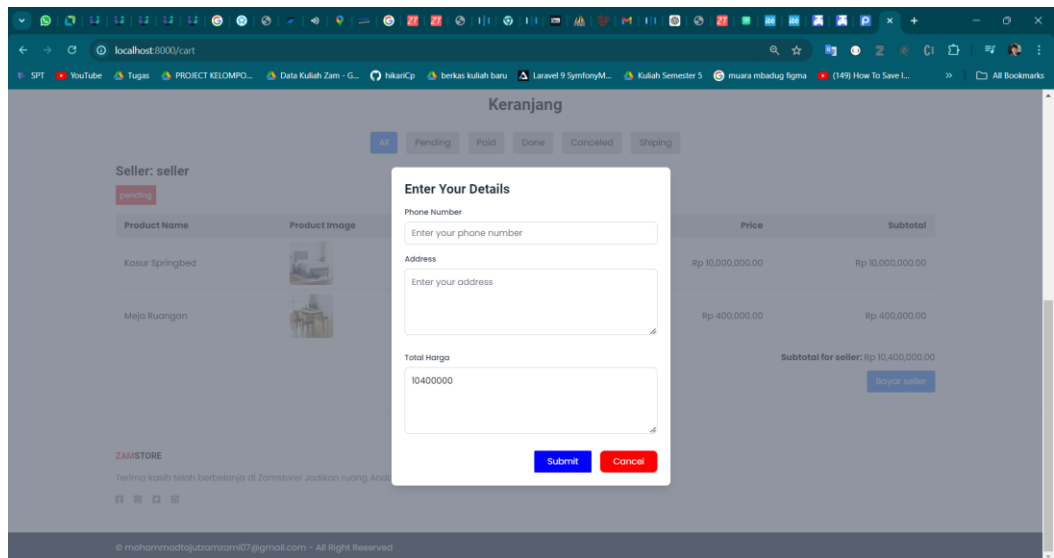 localhost:8000/cart
SPT YouTube Tugas PROJECT KELOMPO... Data Kuliah Zam - G... hikariCp berkas kuliah baru Laravel 9 SymfonyM... Kuliah Semester 5 muara mbadug figma (149) How To Save I... » All Bookmarks
Keranjang
All Pending Paid Done Canceled Shiping
Seller: seller
pending
Product Name Product Image Price Subtotal
Kasur Springbed Rp 10,000,000.00 Rp 10,000,000.00
Meja Ruangan Rp 400,000.00 Rp 400,000.00
Subtotal for seller: Rp 10,400,000.00
Bayar seller
Enter Your Details
Phone Number
Enter your phone number
Address
Enter your address
Total Harga
10400000
Submit Cancel
ZAMSTORE
Terima kasih telah berbelanja di Zamstore! Jadikan ruang
© mohammadtajutzamzami07@gmail.com - All Right Reserved